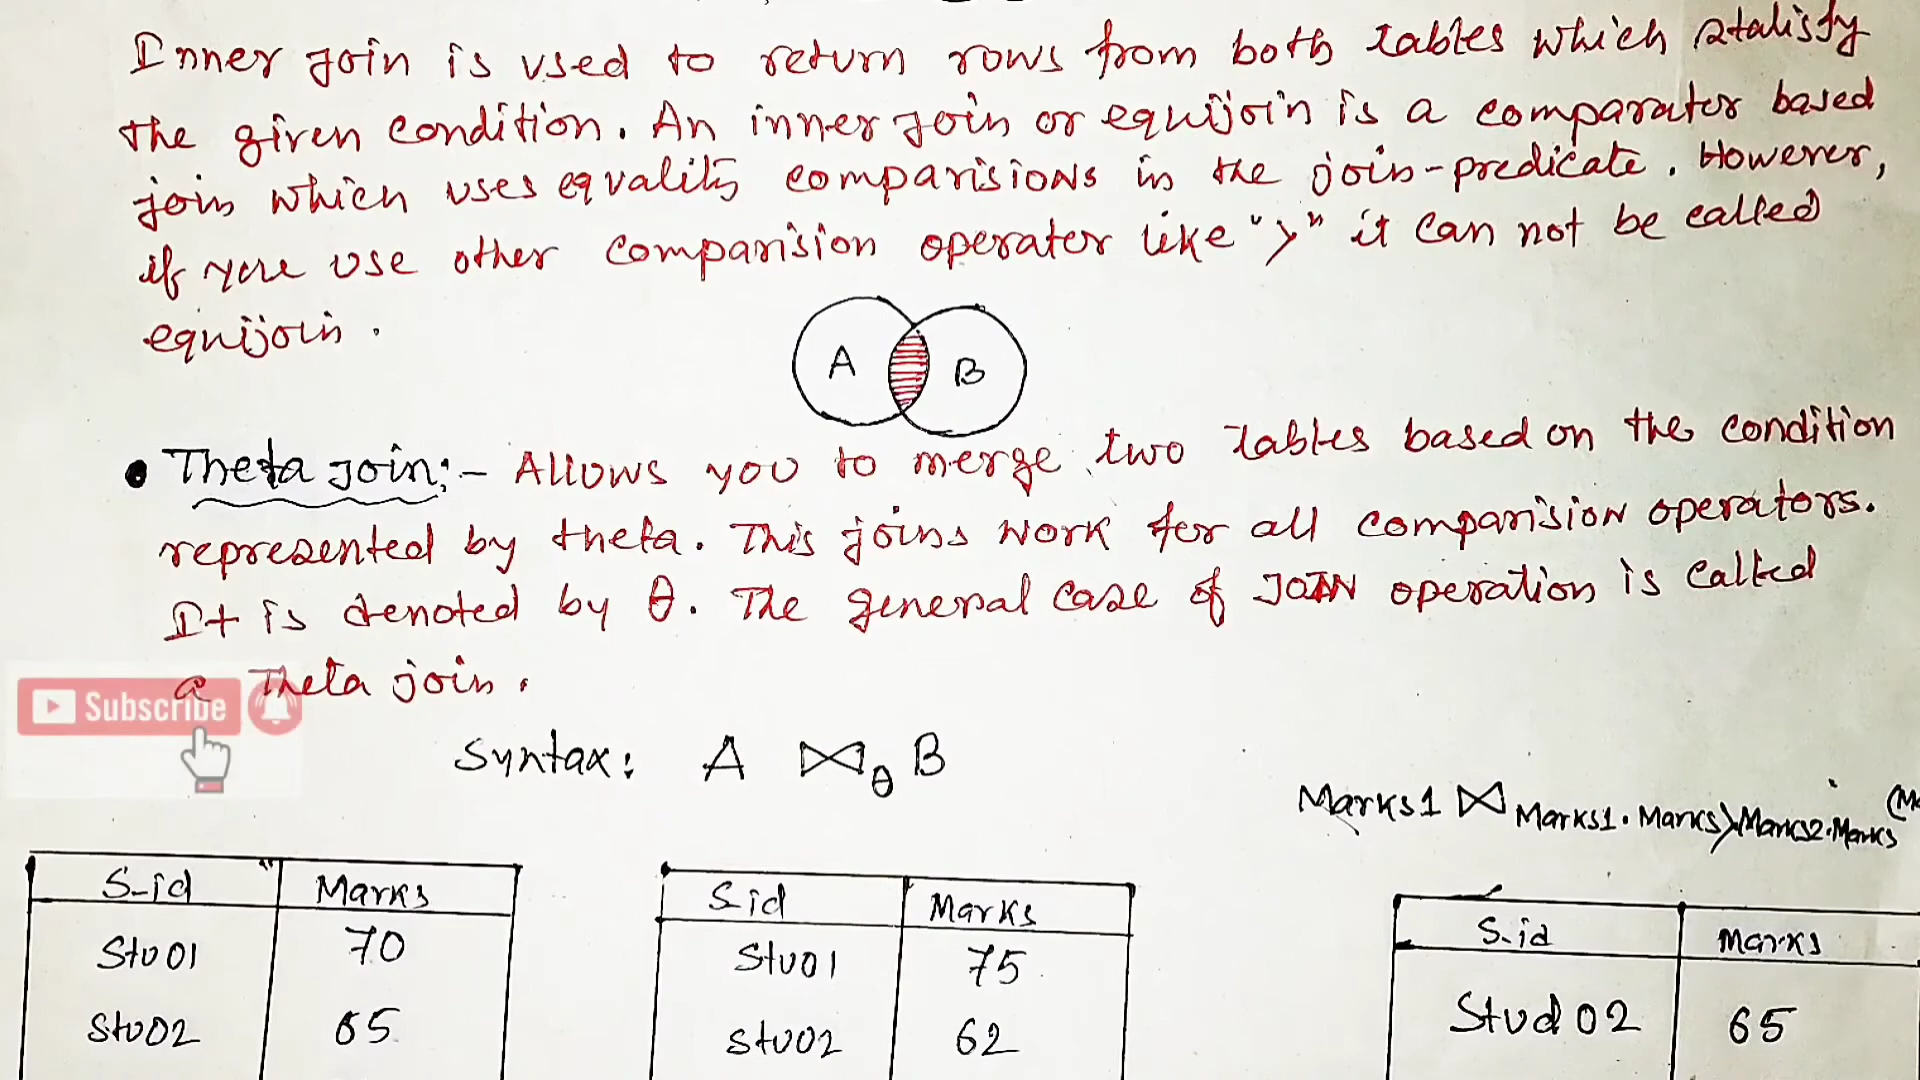 Inner join is used to return rows from both tables which statisfy
the given condition. An inner join or equijoin is a comparator based
join which uses equality comparisions in the join-predicate. However,
if you use other comparision operator like ">" it can not be called
equijoin.
A B
• Theta join:- Allows you to merge two tables based on the condition
represented by theta. This joins work for all comparision operators.
It is denoted by θ. The general case of JOIN operation is called
a Theta join.
Subscribe
Syntax: A ⋈θ B
Marks1 ⋈ Marks1.Marks>Marks2.Marks (Ma
S-id Marks
Stu01 70
Stu02 65
S-id Marks
Stu01 75
Stu02 62
S-id Marks
Stud02 65